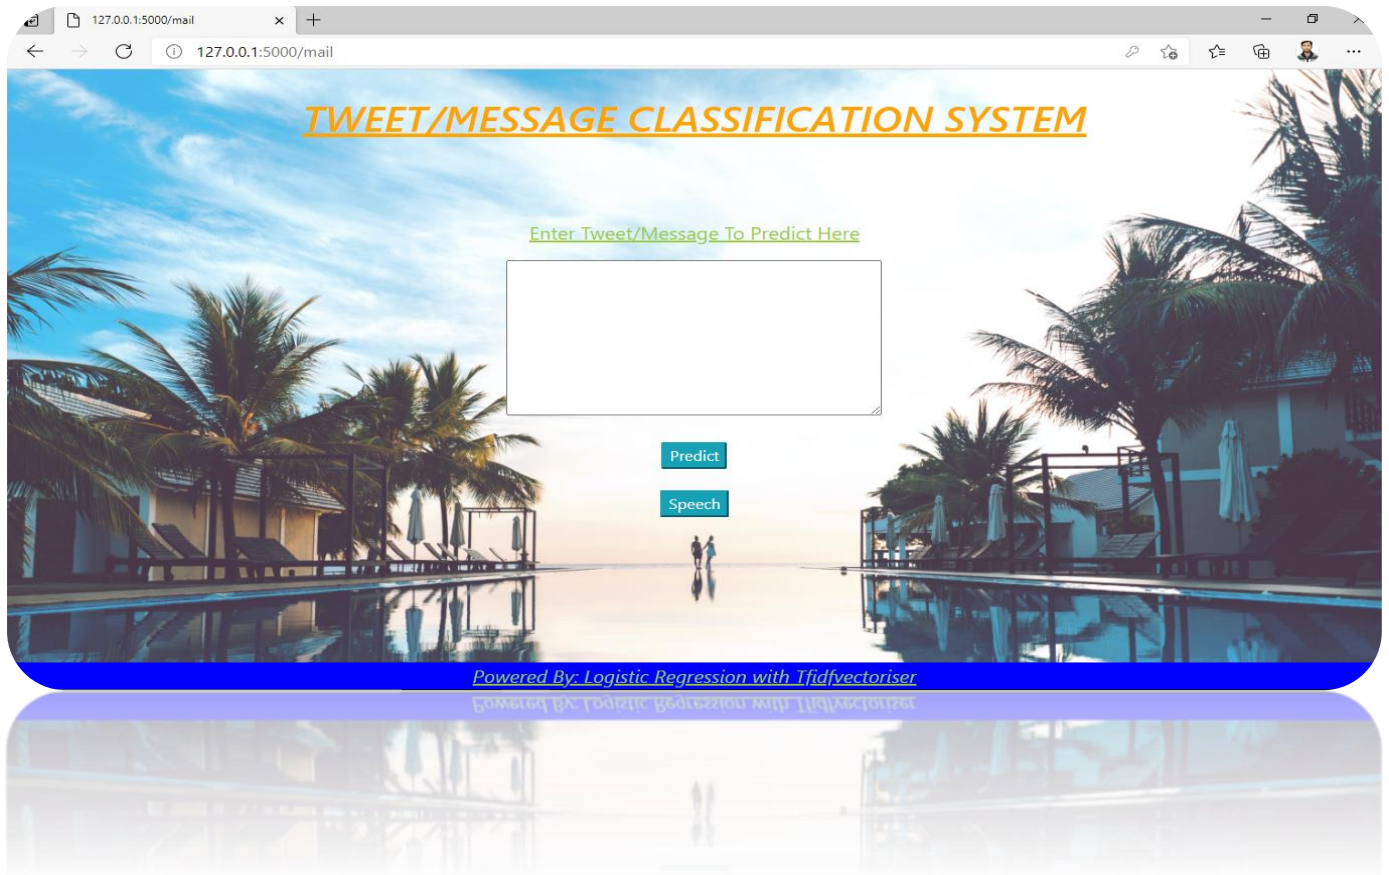 127.0.0.1:5000/mail
127.0.0.1:5000/mail
TWEET/MESSAGE CLASSIFICATION SYSTEM
Enter Tweet/Message To Predict Here
Predict
Speech
Powered By: Logistic Regression with Tfidfvectoriser